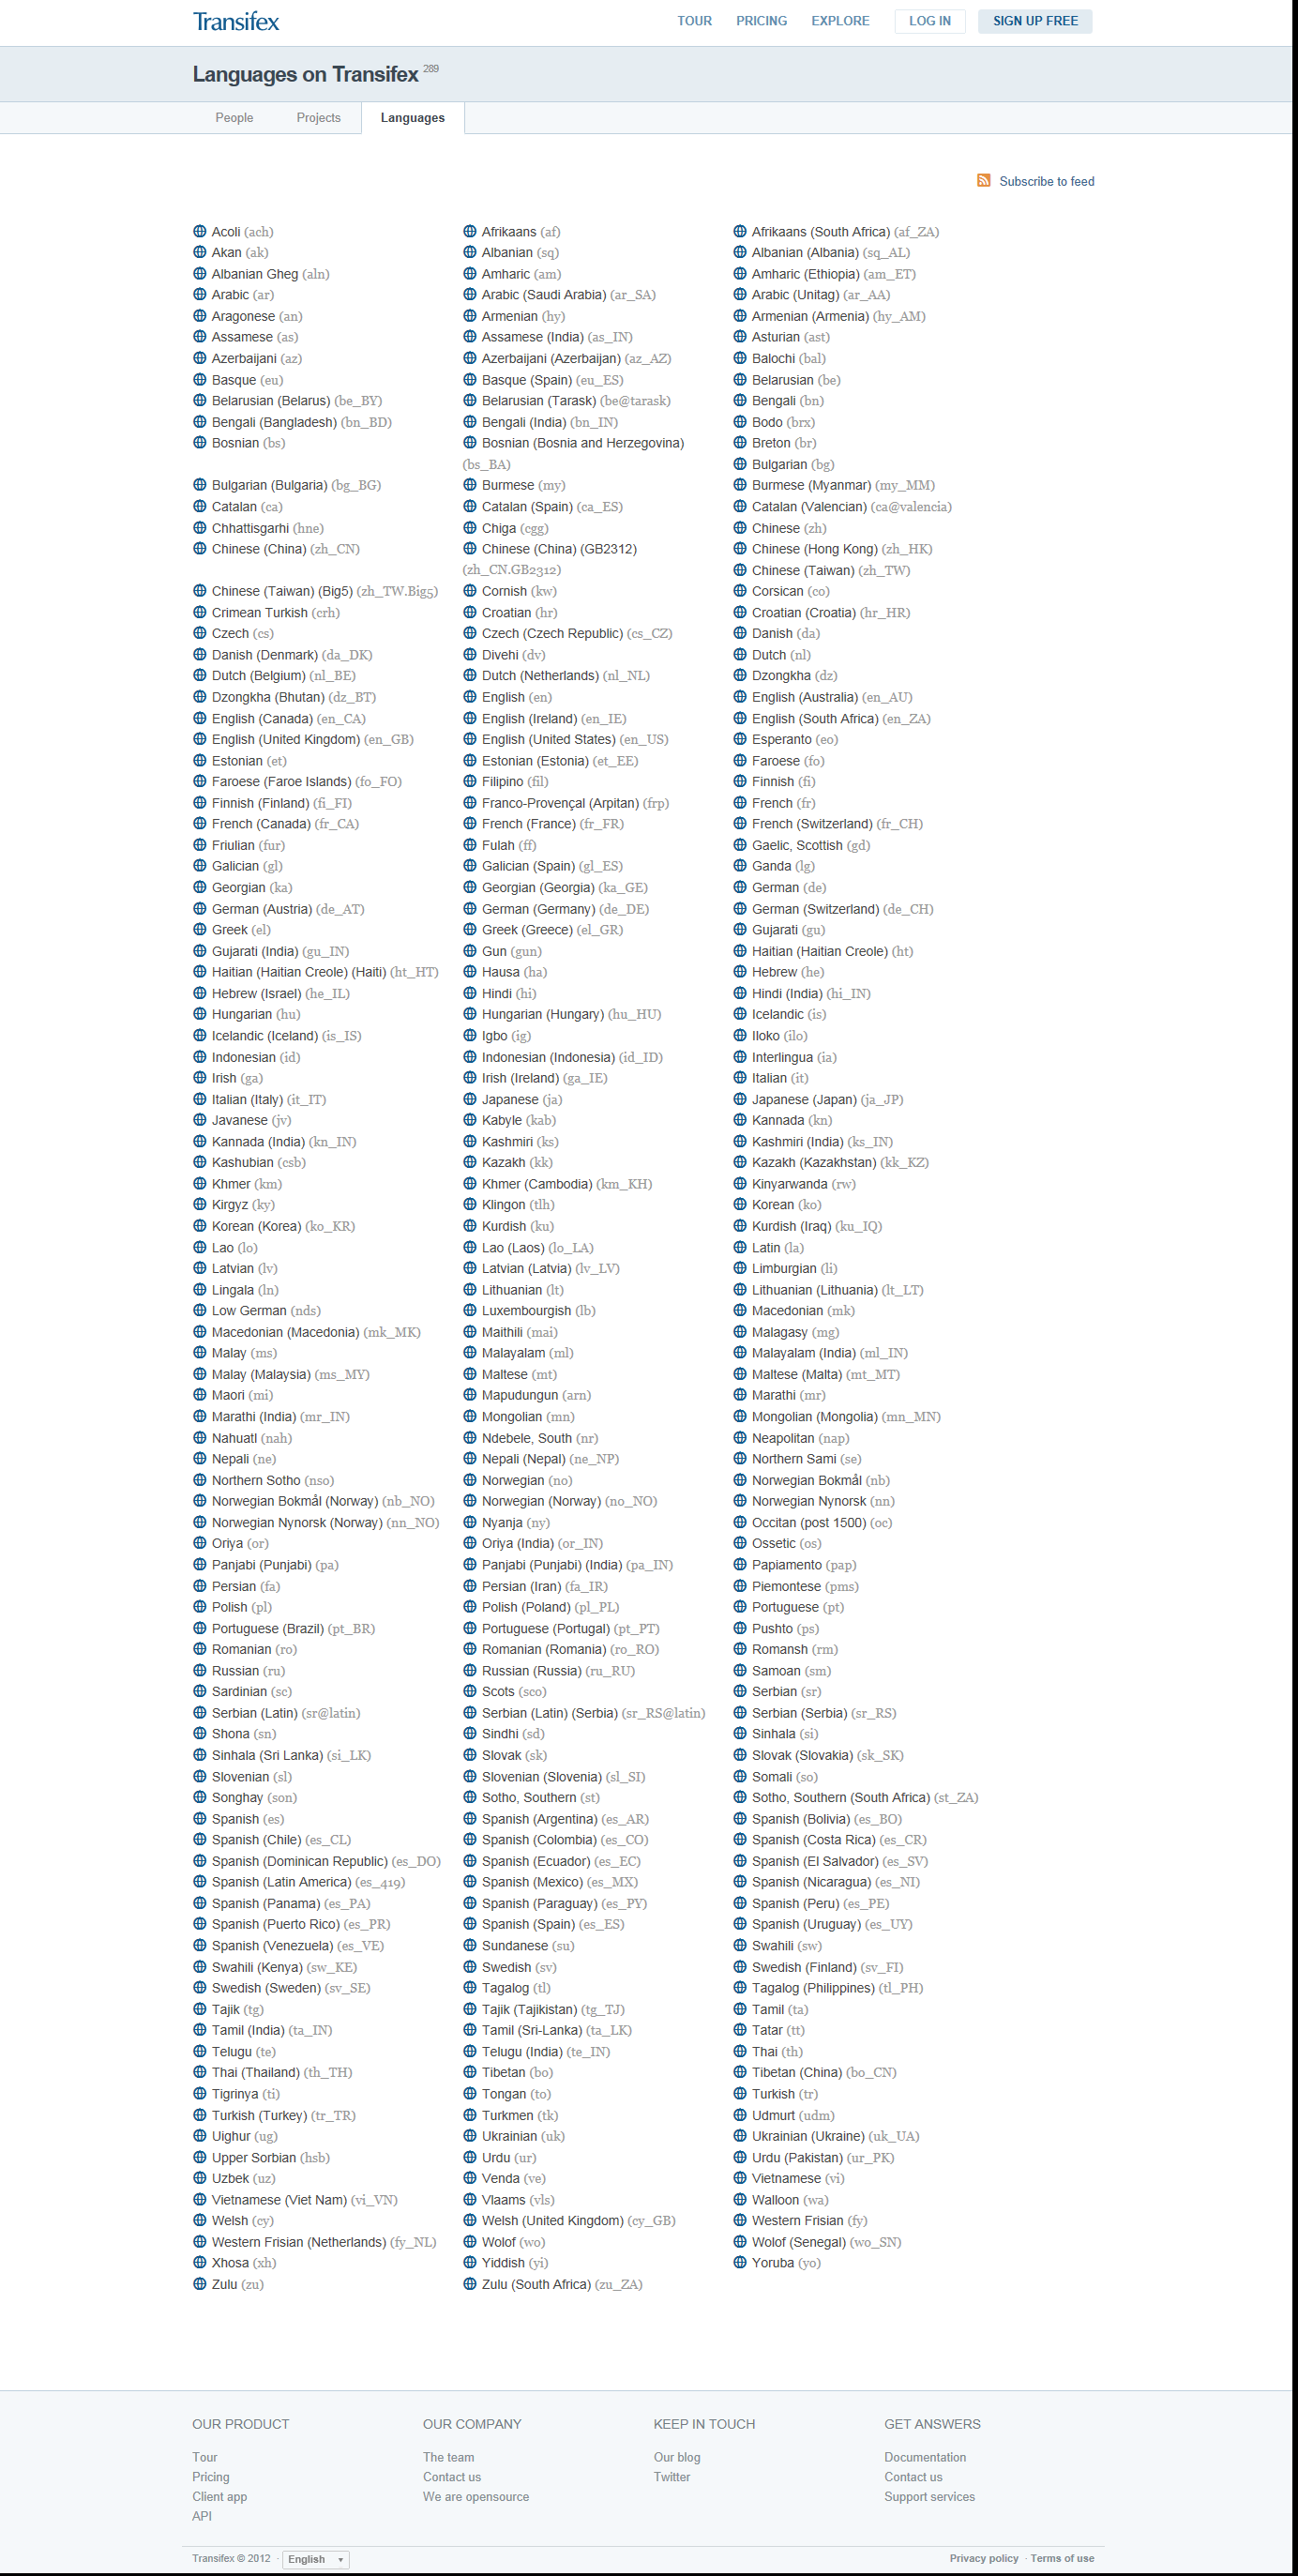 Transifex TOUR PRICING EXPLORE LOG IN SIGN UP FREE
Languages on Transifex 289
People Projects Languages
Subscribe to feed
Acoli (ach) Afrikaans (af) Afrikaans (South Africa) (af_ZA)
Akan (ak) Albanian (sq) Albanian (Albania) (sq_AL)
Albanian Gheg (aln) Amharic (am) Amharic (Ethiopia) (am_ET)
Arabic (ar) Arabic (Saudi Arabia) (ar_SA) Arabic (Unitag) (ar_AA)
Aragonese (an) Armenian (hy) Armenian (Armenia) (hy_AM)
Assamese (as) Assamese (India) (as_IN) Asturian (ast)
Azerbaijani (az) Azerbaijani (Azerbaijan) (az_AZ) Balochi (bal)
Basque (eu) Basque (Spain) (eu_ES) Belarusian (be)
Belarusian (Belarus) (be_BY) Belarusian (Tarask) (be@tarask) Bengali (bn)
Bengali (Bangladesh) (bn_BD) Bengali (India) (bn_IN) Bodo (brx)
Bosnian (bs) Bosnian (Bosnia and Herzegovina) Breton (br)
(bs_BA) Bulgarian (bg)
Bulgarian (Bulgaria) (bg_BG) Burmese (my) Burmese (Myanmar) (my_MM)
Catalan (ca) Catalan (Spain) (ca_ES) Catalan (Valencian) (ca@valencia)
Chhattisgarhi (hne) Chiga (cgg) Chinese (zh)
Chinese (China) (zh_CN) Chinese (China) (GB2312) Chinese (Hong Kong) (zh_HK)
(zh_CN.GB2312) Chinese (Taiwan) (zh_TW)
Chinese (Taiwan) (Big5) (zh_TW.Big5) Cornish (kw) Corsican (co)
Crimean Turkish (crh) Croatian (hr) Croatian (Croatia) (hr_HR)
Czech (cs) Czech (Czech Republic) (cs_CZ) Danish (da)
Danish (Denmark) (da_DK) Divehi (dv) Dutch (nl)
Dutch (Belgium) (nl_BE) Dutch (Netherlands) (nl_NL) Dzongkha (dz)
Dzongkha (Bhutan) (dz_BT) English (en) English (Australia) (en_AU)
English (Canada) (en_CA) English (Ireland) (en_IE) English (South Africa) (en_ZA)
English (United Kingdom) (en_GB) English (United States) (en_US) Esperanto (eo)
Estonian (et) Estonian (Estonia) (et_EE) Faroese (fo)
Faroese (Faroe Islands) (fo_FO) Filipino (fil) Finnish (fi)
Finnish (Finland) (fi_FI) Franco-Provençal (Arpitan) (frp) French (fr)
French (Canada) (fr_CA) French (France) (fr_FR) French (Switzerland) (fr_CH)
Friulian (fur) Fulah (ff) Gaelic, Scottish (gd)
Galician (gl) Galician (Spain) (gl_ES) Ganda (lg)
Georgian (ka) Georgian (Georgia) (ka_GE) German (de)
German (Austria) (de_AT) German (Germany) (de_DE) German (Switzerland) (de_CH)
Greek (el) Greek (Greece) (el_GR) Gujarati (gu)
Gujarati (India) (gu_IN) Gun (gun) Haitian (Haitian Creole) (ht)
Haitian (Haitian Creole) (Haiti) (ht_HT) Hausa (ha) Hebrew (he)
Hebrew (Israel) (he_IL) Hindi (hi) Hindi (India) (hi_IN)
Hungarian (hu) Hungarian (Hungary) (hu_HU) Icelandic (is)
Icelandic (Iceland) (is_IS) Igbo (ig) Iloko (ilo)
Indonesian (id) Indonesian (Indonesia) (id_ID) Interlingua (ia)
Irish (ga) Irish (Ireland) (ga_IE) Italian (it)
Italian (Italy) (it_IT) Japanese (ja) Japanese (Japan) (ja_JP)
Javanese (jv) Kabyle (kab) Kannada (kn)
Kannada (India) (kn_IN) Kashmiri (ks) Kashmiri (India) (ks_IN)
Kashubian (csb) Kazakh (kk) Kazakh (Kazakhstan) (kk_KZ)
Khmer (km) Khmer (Cambodia) (km_KH) Kinyarwanda (rw)
Kirgyz (ky) Klingon (tlh) Korean (ko)
Korean (Korea) (ko_KR) Kurdish (ku) Kurdish (Iraq) (ku_IQ)
Lao (lo) Lao (Laos) (lo_LA) Latin (la)
Latvian (lv) Latvian (Latvia) (lv_LV) Limburgian (li)
Lingala (ln) Lithuanian (lt) Lithuanian (Lithuania) (lt_LT)
Low German (nds) Luxembourgish (lb) Macedonian (mk)
Macedonian (Macedonia) (mk_MK) Maithili (mai) Malagasy (mg)
Malay (ms) Malayalam (ml) Malayalam (India) (ml_IN)
Malay (Malaysia) (ms_MY) Maltese (mt) Maltese (Malta) (mt_MT)
Maori (mi) Mapudungun (arn) Marathi (mr)
Marathi (India) (mr_IN) Mongolian (mn) Mongolian (Mongolia) (mn_MN)
Nahuatl (nah) Ndebele, South (nr) Neapolitan (nap)
Nepali (ne) Nepali (Nepal) (ne_NP) Northern Sami (se)
Northern Sotho (nso) Norwegian (no) Norwegian Bokmål (nb)
Norwegian Bokmål (Norway) (nb_NO) Norwegian (Norway) (no_NO) Norwegian Nynorsk (nn)
Norwegian Nynorsk (Norway) (nn_NO) Nyanja (ny) Occitan (post 1500) (oc)
Oriya (or) Oriya (India) (or_IN) Ossetic (os)
Panjabi (Punjabi) (pa) Panjabi (Punjabi) (India) (pa_IN) Papiamento (pap)
Persian (fa) Persian (Iran) (fa_IR) Piemontese (pms)
Polish (pl) Polish (Poland) (pl_PL) Portuguese (pt)
Portuguese (Brazil) (pt_BR) Portuguese (Portugal) (pt_PT) Pushto (ps)
Romanian (ro) Romanian (Romania) (ro_RO) Romansh (rm)
Russian (ru) Russian (Russia) (ru_RU) Samoan (sm)
Sardinian (sc) Scots (sco) Serbian (sr)
Serbian (Latin) (sr@latin) Serbian (Latin) (Serbia) (sr_RS@latin) Serbian (Serbia) (sr_RS)
Shona (sn) Sindhi (sd) Sinhala (si)
Sinhala (Sri Lanka) (si_LK) Slovak (sk) Slovak (Slovakia) (sk_SK)
Slovenian (sl) Slovenian (Slovenia) (sl_SI) Somali (so)
Songhay (son) Sotho, Southern (st) Sotho, Southern (South Africa) (st_ZA)
Spanish (es) Spanish (Argentina) (es_AR) Spanish (Bolivia) (es_BO)
Spanish (Chile) (es_CL) Spanish (Colombia) (es_CO) Spanish (Costa Rica) (es_CR)
Spanish (Dominican Republic) (es_DO) Spanish (Ecuador) (es_EC) Spanish (El Salvador) (es_SV)
Spanish (Latin America) (es_419) Spanish (Mexico) (es_MX) Spanish (Nicaragua) (es_NI)
Spanish (Panama) (es_PA) Spanish (Paraguay) (es_PY) Spanish (Peru) (es_PE)
Spanish (Puerto Rico) (es_PR) Spanish (Spain) (es_ES) Spanish (Uruguay) (es_UY)
Spanish (Venezuela) (es_VE) Sundanese (su) Swahili (sw)
Swahili (Kenya) (sw_KE) Swedish (sv) Swedish (Finland) (sv_FI)
Swedish (Sweden) (sv_SE) Tagalog (tl) Tagalog (Philippines) (tl_PH)
Tajik (tg) Tajik (Tajikistan) (tg_TJ) Tamil (ta)
Tamil (India) (ta_IN) Tamil (Sri-Lanka) (ta_LK) Tatar (tt)
Telugu (te) Telugu (India) (te_IN) Thai (th)
Thai (Thailand) (th_TH) Tibetan (bo) Tibetan (China) (bo_CN)
Tigrinya (ti) Tongan (to) Turkish (tr)
Turkish (Turkey) (tr_TR) Turkmen (tk) Udmurt (udm)
Uighur (ug) Ukrainian (uk) Ukrainian (Ukraine) (uk_UA)
Upper Sorbian (hsb) Urdu (ur) Urdu (Pakistan) (ur_PK)
Uzbek (uz) Venda (ve) Vietnamese (vi)
Vietnamese (Viet Nam) (vi_VN) Vlaams (vls) Walloon (wa)
Welsh (cy) Welsh (United Kingdom) (cy_GB) Western Frisian (fy)
Western Frisian (Netherlands) (fy_NL) Wolof (wo) Wolof (Senegal) (wo_SN)
Xhosa (xh) Yiddish (yi) Yoruba (yo)
Zulu (zu) Zulu (South Africa) (zu_ZA)
OUR PRODUCT OUR COMPANY KEEP IN TOUCH GET ANSWERS
Tour The team Our blog Documentation
Pricing Contact us Twitter Contact us
Client app We are opensource Support services
API
Transifex © 2012 · English Privacy policy · Terms of use